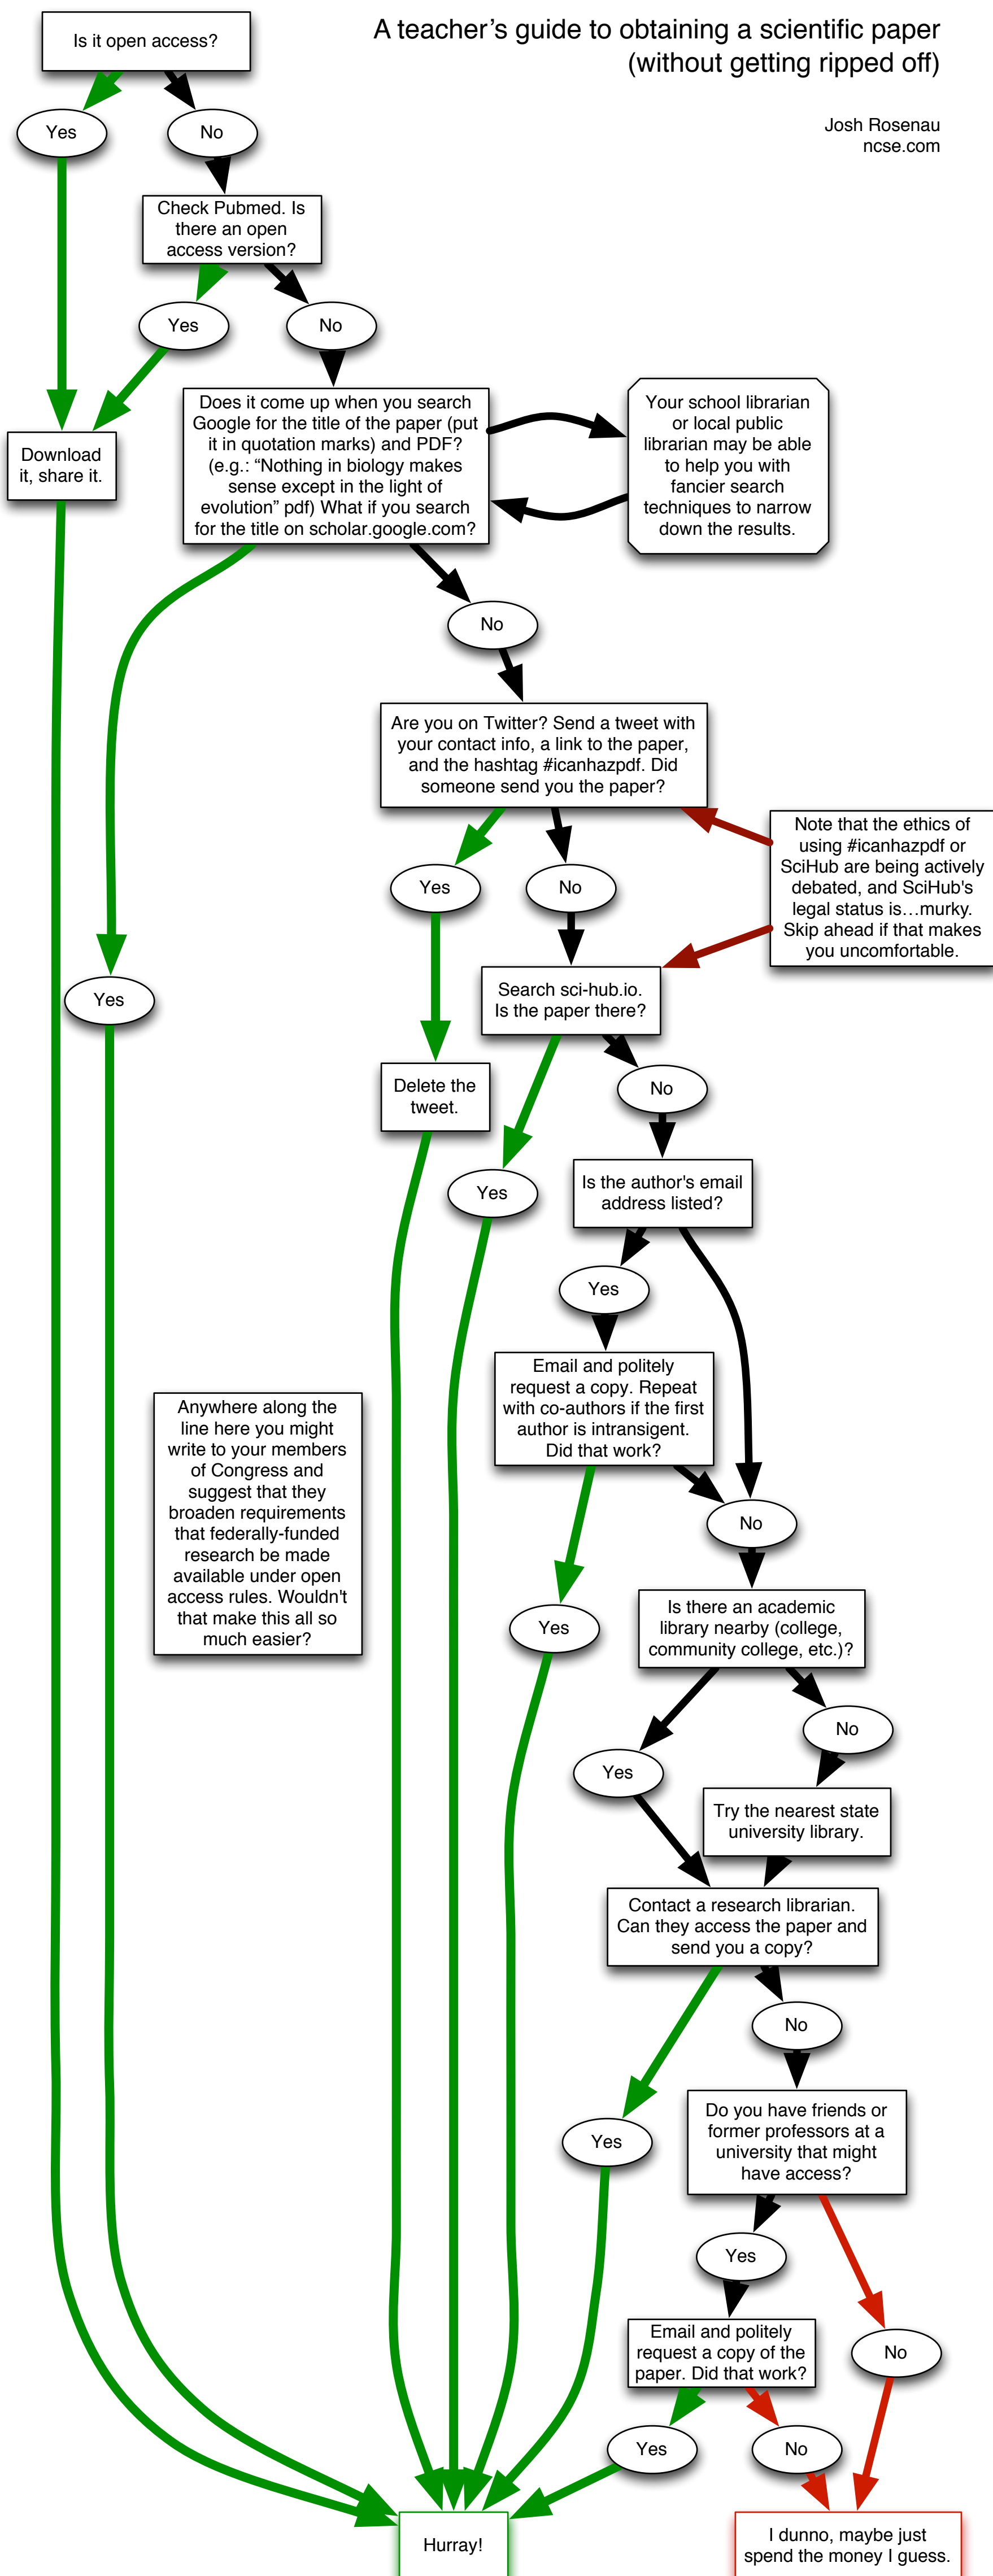 A teacher’s guide to obtaining a scientific paper
(without getting ripped off)
Josh Rosenau
ncse.com
Is it open access?
Yes
No
Check Pubmed. Is
there an open
access version?
Yes
No
Download
it, share it.
Does it come up when you search
Google for the title of the paper (put
it in quotation marks) and PDF?
(e.g.: “Nothing in biology makes
sense except in the light of
evolution” pdf) What if you search
for the title on scholar.google.com?
Your school librarian
or local public
librarian may be able
to help you with
fancier search
techniques to narrow
down the results.
No
Are you on Twitter? Send a tweet with
your contact info, a link to the paper,
and the hashtag #icanhazpdf. Did
someone send you the paper?
Note that the ethics of
using #icanhazpdf or
SciHub are being actively
debated, and SciHub's
legal status is…murky.
Skip ahead if that makes
you uncomfortable.
Yes
No
Yes
Search sci-hub.io.
Is the paper there?
Delete the
tweet.
No
Yes
Is the author's email
address listed?
Yes
Email and politely
request a copy. Repeat
with co-authors if the first
author is intransigent.
Did that work?
Anywhere along the
line here you might
write to your members
of Congress and
suggest that they
broaden requirements
that federally-funded
research be made
available under open
access rules. Wouldn't
that make this all so
much easier?
No
Yes
Is there an academic
library nearby (college,
community college, etc.)?
No
Yes
Try the nearest state
university library.
Contact a research librarian.
Can they access the paper and
send you a copy?
No
Yes
Do you have friends or
former professors at a
university that might
have access?
Yes
No
Email and politely
request a copy of the
paper. Did that work?
Yes
No
Hurray!
I dunno, maybe just
spend the money I guess.